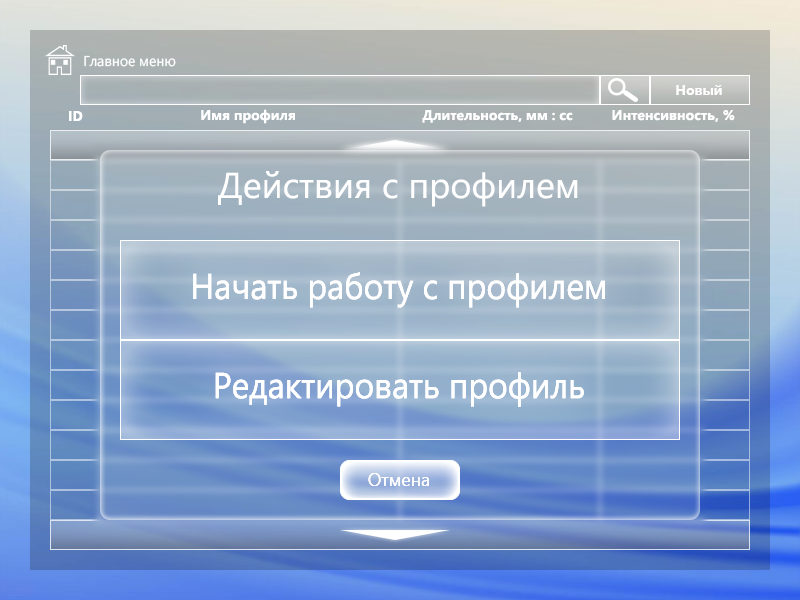 Главное меню
Новый
ID Имя профиля Длительность, мм : сс Интенсивность, %
Действия с профилем
Начать работу с профилем
Редактировать профиль
Отмена